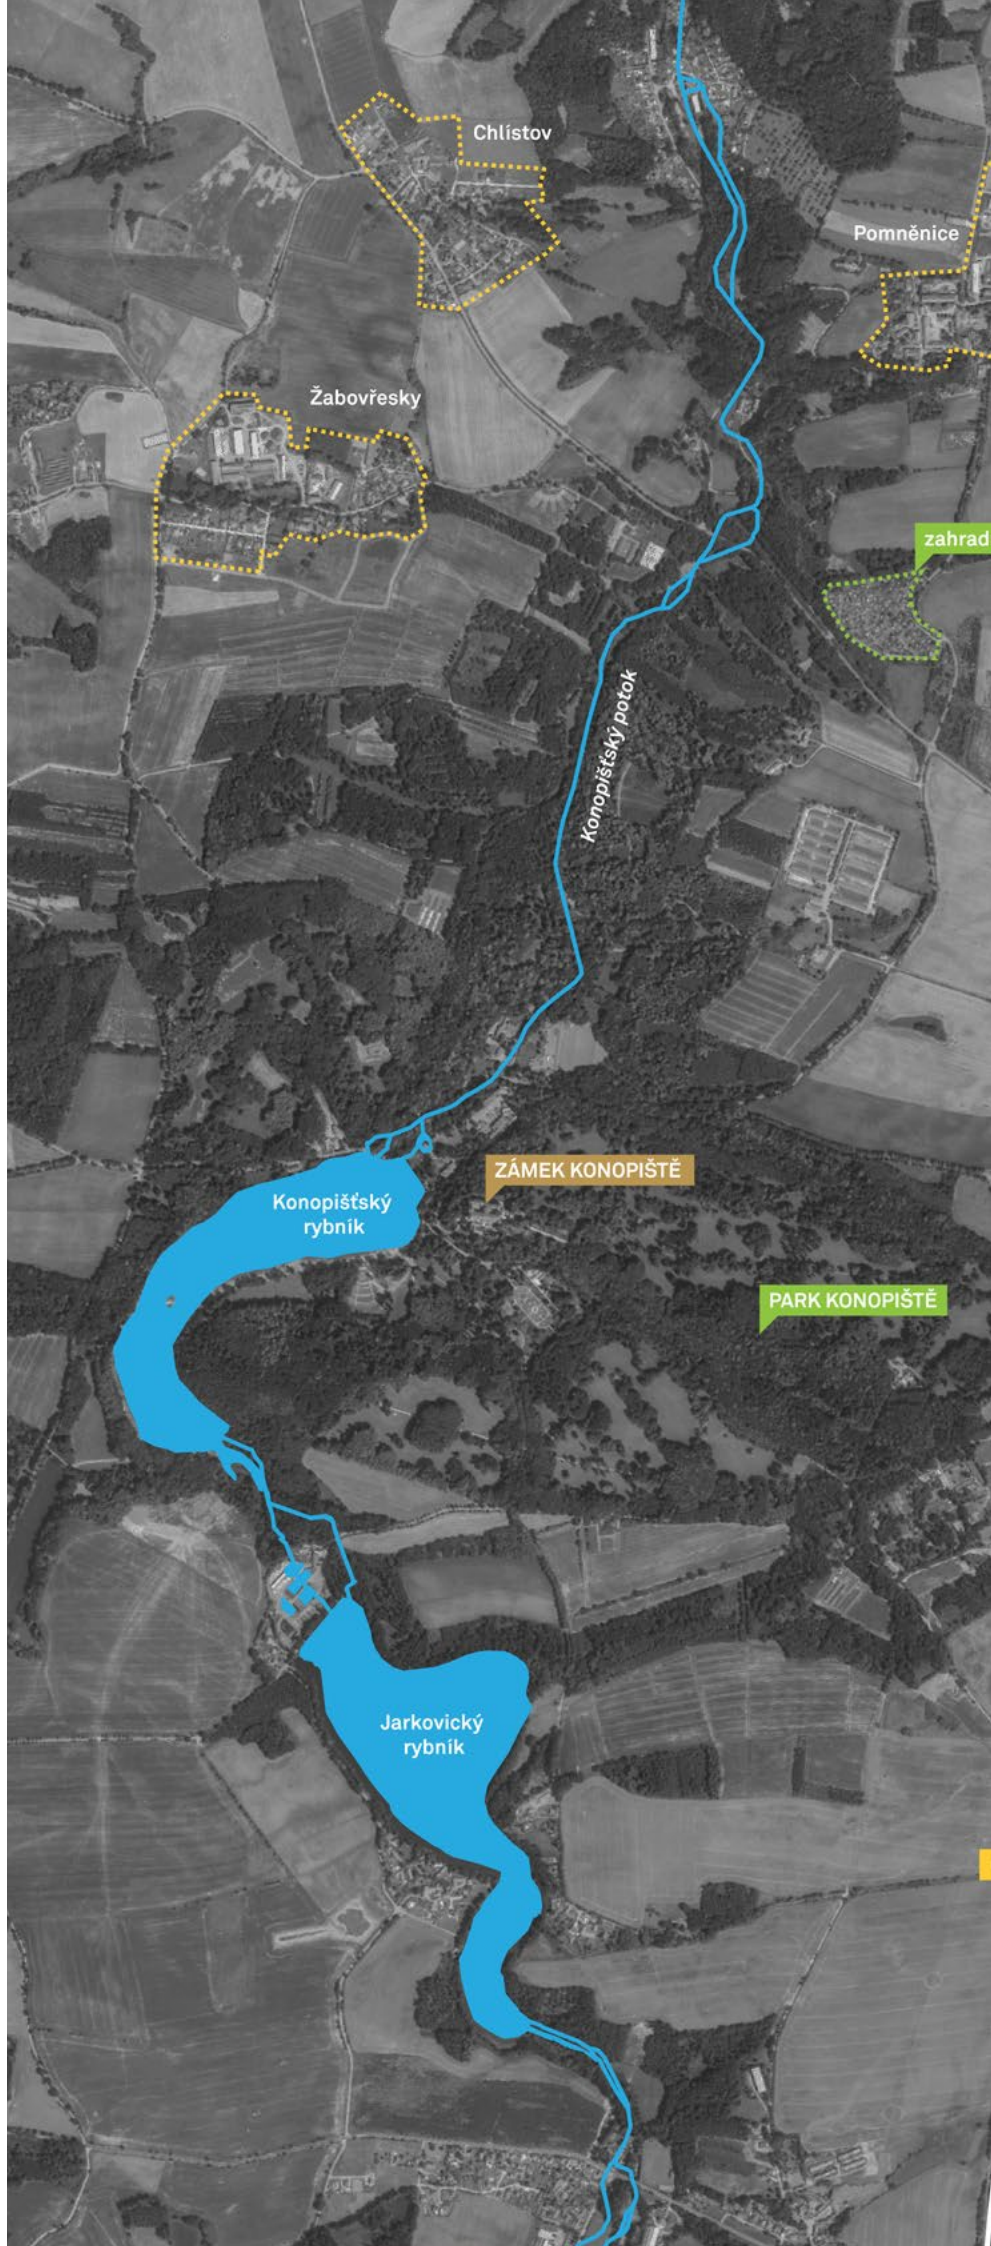 Chlístov
Pomněnice
Žabovřesky
zahrad
Konopišťský potok
ZÁMEK KONOPIŠTĚ
Konopišťský
rybník
PARK KONOPIŠTĚ
Jarkovický
rybník